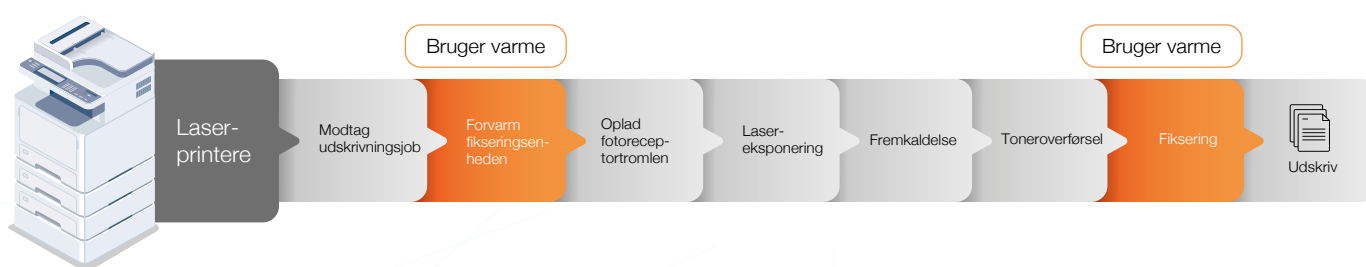 Bruger varme
Bruger varme
Laser-
printere
Modtag
udskrivningsjob
Forvarm
fikseringsen-
heden
Oplad
fotorecep-
tortromlen
Laser-
eksponering
Fremkaldelse
Toneroverførsel
Fiksering
Udskriv